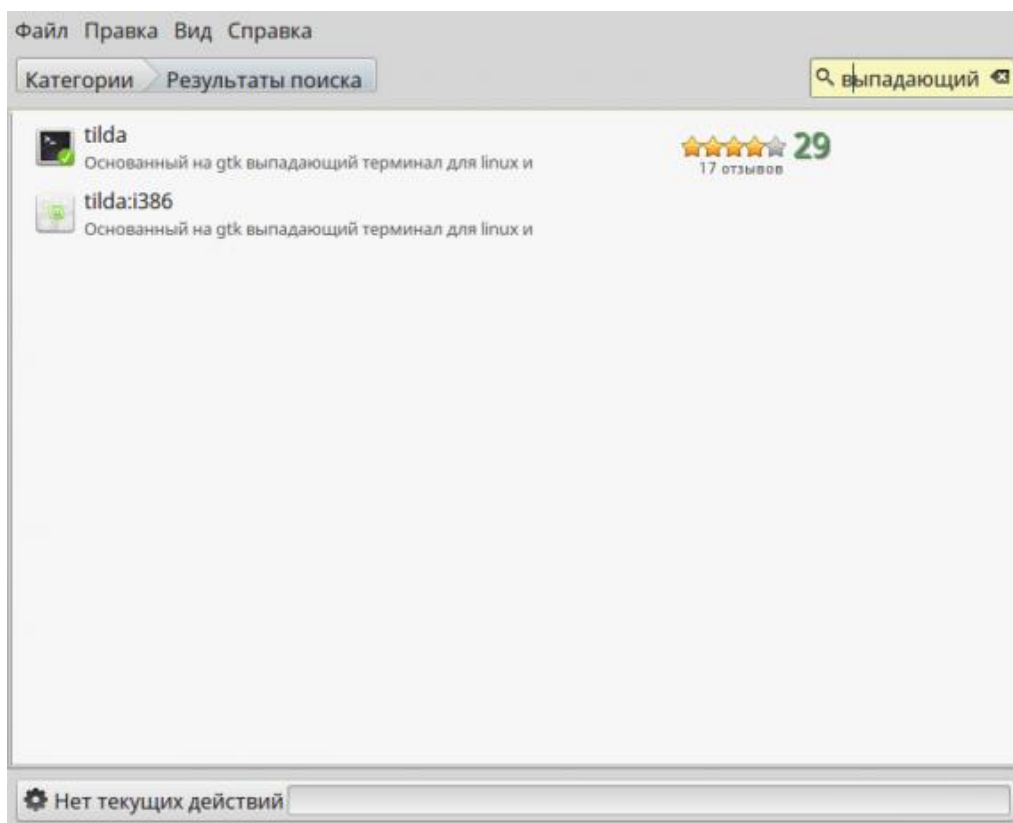 Файл Правка Вид Справка
Категории Результаты поиска выпадающий
tilda
Основанный на gtk выпадающий терминал для linux и
29
17 отзывов
tilda:i386
Основанный на gtk выпадающий терминал для linux и
Нет текущих действий